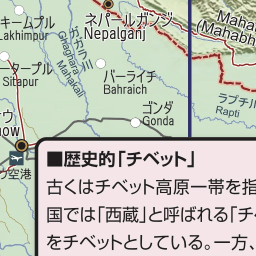 ネパールガンジ
Nepalganj
Maha
(Mahabh
キームプル
Lakhimpur
ガガラ川
Ghaghara
Mahakali
タープル
Sitapur
バーライチ
Bahraich
ラプチ川
Rapti
ゴンダ
Gonda
ウ
now
ウ空港
■歴史的「チベット」
古くはチベット高原一帯を指
国では「西蔵」と呼ばれる「チ
をチベットとしている。一方、